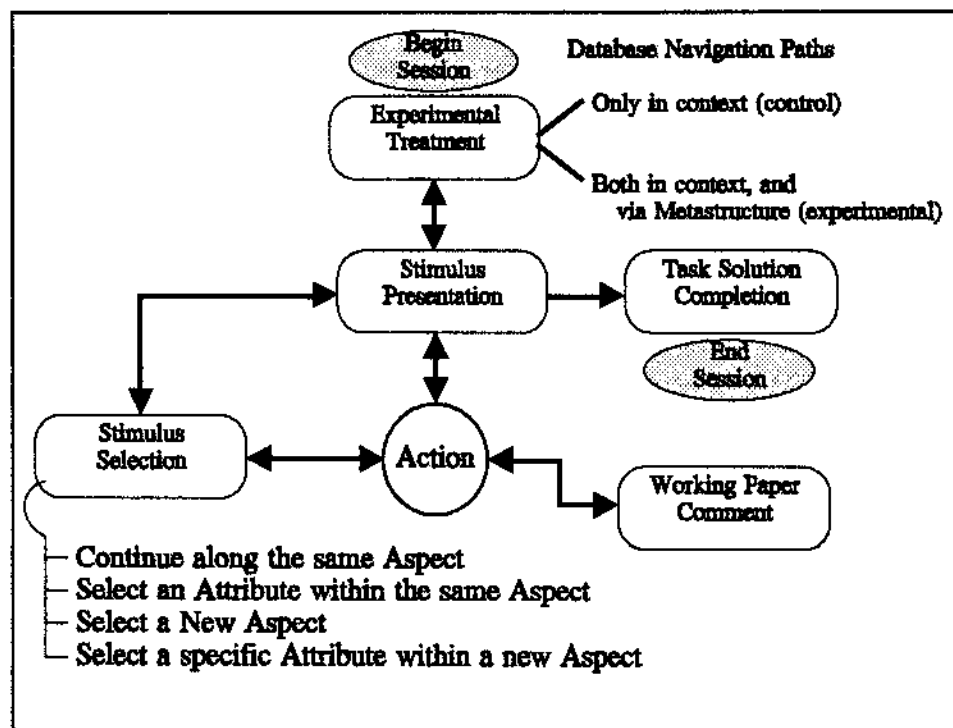 Begin
Session
Database Navigation Paths
Experimental
Treatment
Only in context (control)
Both in context, and
via Metastructure (experimental)
Stimulus
Presentation
Task Solution
Completion
End
Session
Stimulus
Selection
Action
Working Paper
Comment
Continue along the same Aspect
Select an Attribute within the same Aspect
Select a New Aspect
Select a specific Attribute within a new Aspect